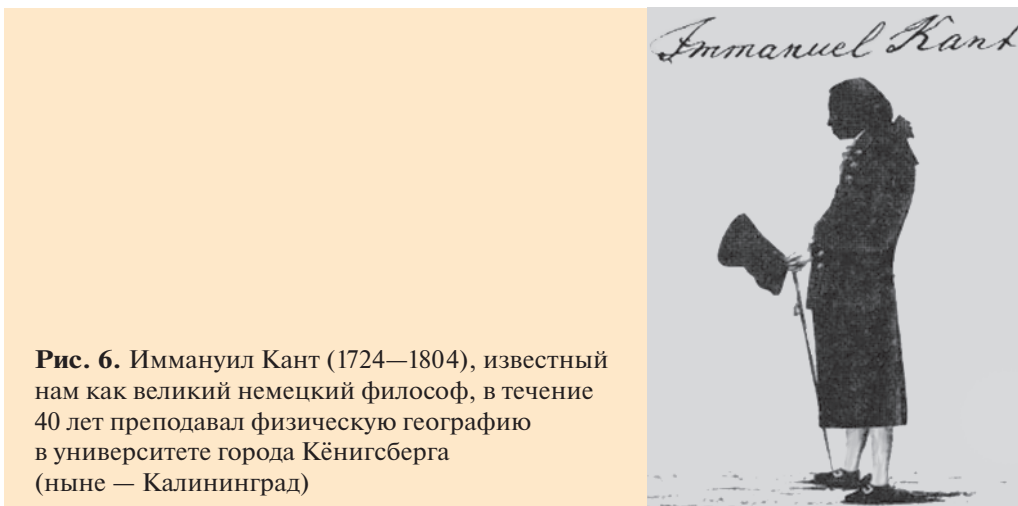 Immanuel Kant
Рис. 6. Иммануил Кант (1724—1804), известный
нам как великий немецкий философ, в течение
40 лет преподавал физическую географию
в университете города Кёнигсберга
(ныне — Калининград)